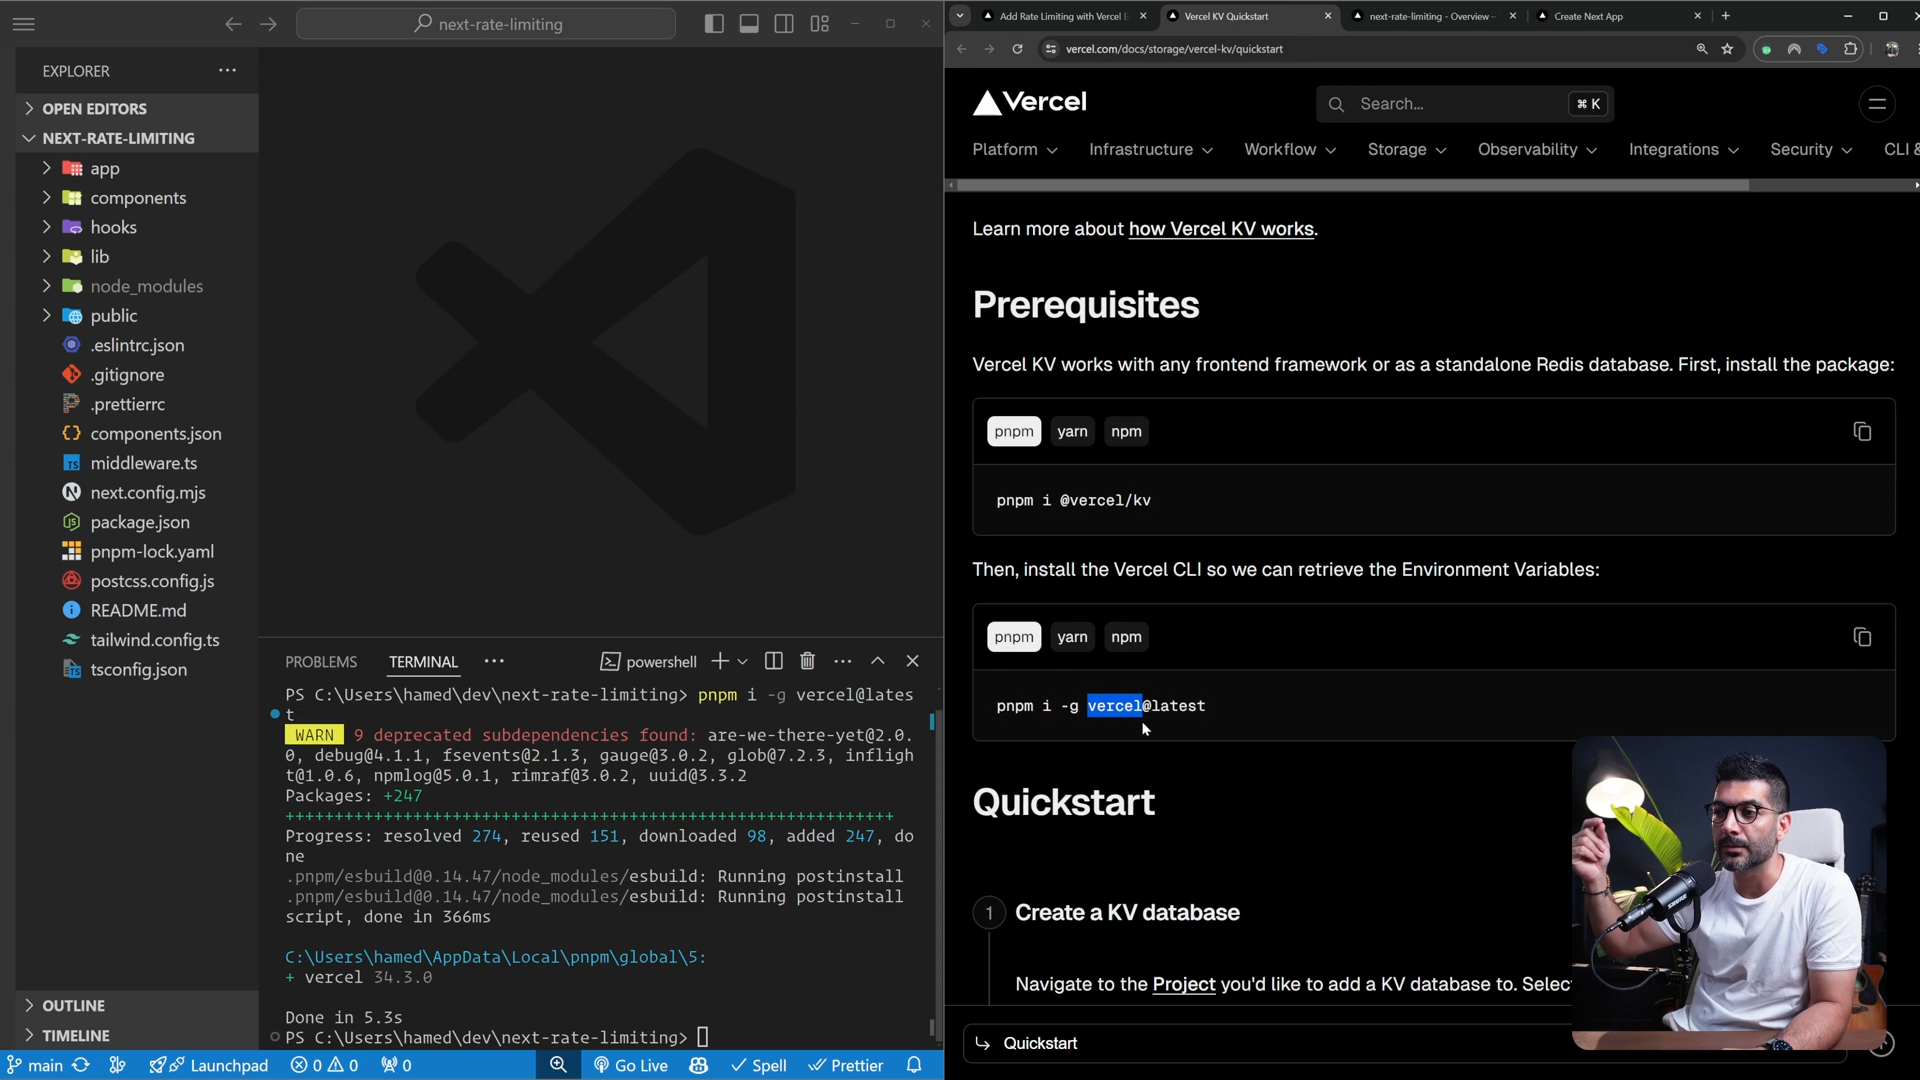 next-rate-limiting
EXPLORER
OPEN EDITORS
NEXT-RATE-LIMITING
app
components
hooks
lib
node_modules
public
.eslintrc.json
.gitignore
.prettierrc
components.json
middleware.ts
next.config.mjs
package.json
pnpm-lock.yaml
postcss.config.js
README.md
tailwind.config.ts
tsconfig.json
OUTLINE
TIMELINE
PROBLEMS TERMINAL powershell
PS C:\Users\hamed\dev\next-rate-limiting> pnpm i -g vercel@lates
t
WARN 9 deprecated subdependencies found: are-we-there-yet@2.0.
0, debug@4.1.1, fsevents@2.1.3, gauge@3.0.2, glob@7.2.3, infligh
t@1.0.6, npmlog@5.0.1, rimraf@3.0.2, uuid@3.3.2
Packages: +247
++++++++++++++++++++++++++++++++++++++++++++++++++++++++++++++++
Progress: resolved 274, reused 151, downloaded 98, added 247, do
ne
.pnpm/esbuild@0.14.47/node_modules/esbuild: Running postinstall
.pnpm/esbuild@0.14.47/node_modules/esbuild: Running postinstall
script, done in 366ms
C:\Users\hamed\AppData\Local\pnpm\global\5:
+ vercel 34.3.0
Done in 5.3s
PS C:\Users\hamed\dev\next-rate-limiting>
main Launchpad 0 0 0 Go Live Spell Prettier
Add Rate Limiting with Vercel E
Vercel KV Quickstart
next-rate-limiting - Overview -
Create Next App
vercel.com/docs/storage/vercel-kv/quickstart
Vercel
Search... ⌘ K
Platform Infrastructure Workflow Storage Observability Integrations Security CLI &
Learn more about how Vercel KV works.
Prerequisites
Vercel KV works with any frontend framework or as a standalone Redis database. First, install the package:
pnpm yarn npm
pnpm i @vercel/kv
Then, install the Vercel CLI so we can retrieve the Environment Variables:
pnpm yarn npm
pnpm i -g vercel@latest
Quickstart
1 Create a KV database
Navigate to the Project you'd like to add a KV database to. Select
Quickstart